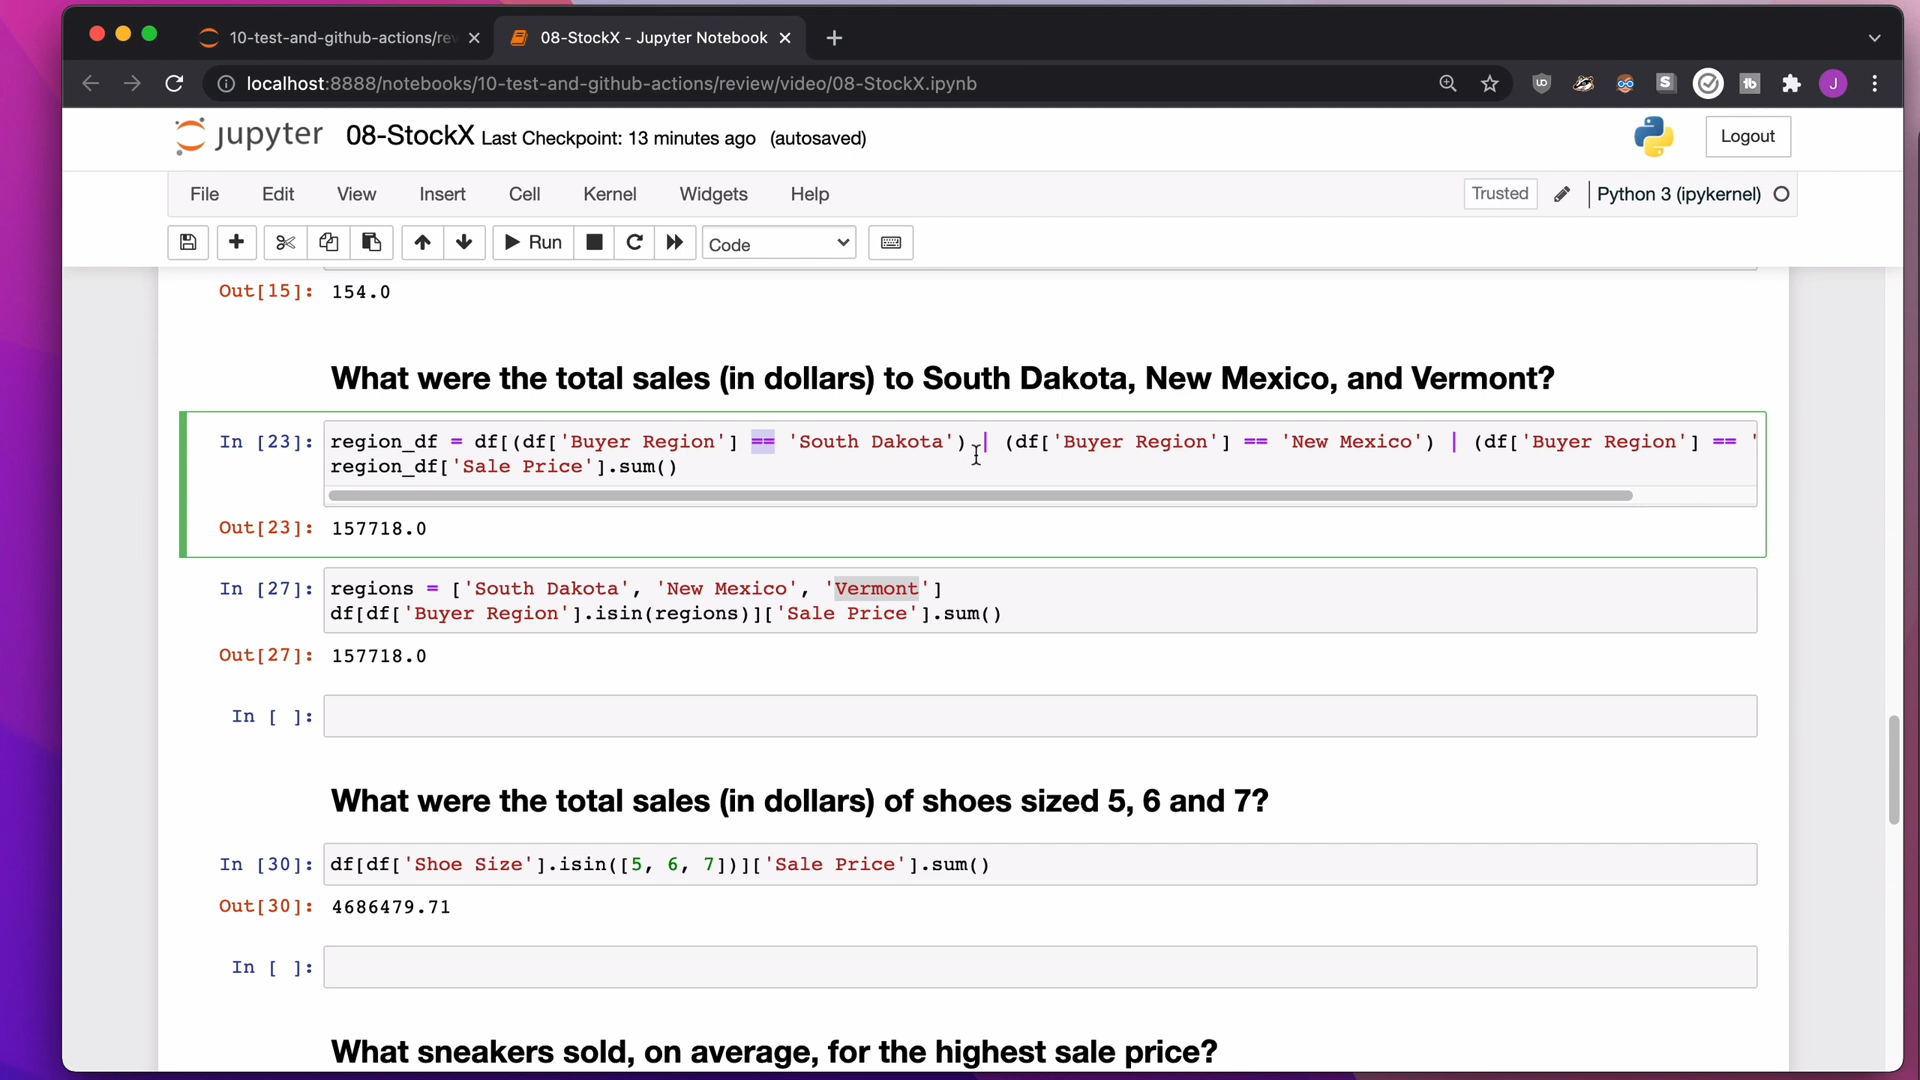 10-test-and-github-actions/re
08-StockX - Jupyter Notebook
localhost:8888/notebooks/10-test-and-github-actions/review/video/08-StockX.ipynb
UD
S
tb
J
jupyter 08-StockX Last Checkpoint: 13 minutes ago (autosaved)
Logout
File Edit View Insert Cell Kernel Widgets Help
Trusted
Python 3 (ipykernel)
Run
Code
Out[15]: 154.0
What were the total sales (in dollars) to South Dakota, New Mexico, and Vermont?
In [23]: region_df = df[(df['Buyer Region'] == 'South Dakota') | (df['Buyer Region'] == 'New Mexico') | (df['Buyer Region'] == '
region_df['Sale Price'].sum()
Out[23]: 157718.0
In [27]: regions = ['South Dakota', 'New Mexico', 'Vermont']
df[df['Buyer Region'].isin(regions)]['Sale Price'].sum()
Out[27]: 157718.0
In [ ]:
What were the total sales (in dollars) of shoes sized 5, 6 and 7?
In [30]: df[df['Shoe Size'].isin([5, 6, 7])]['Sale Price'].sum()
Out[30]: 4686479.71
In [ ]:
What sneakers sold, on average, for the highest sale price?